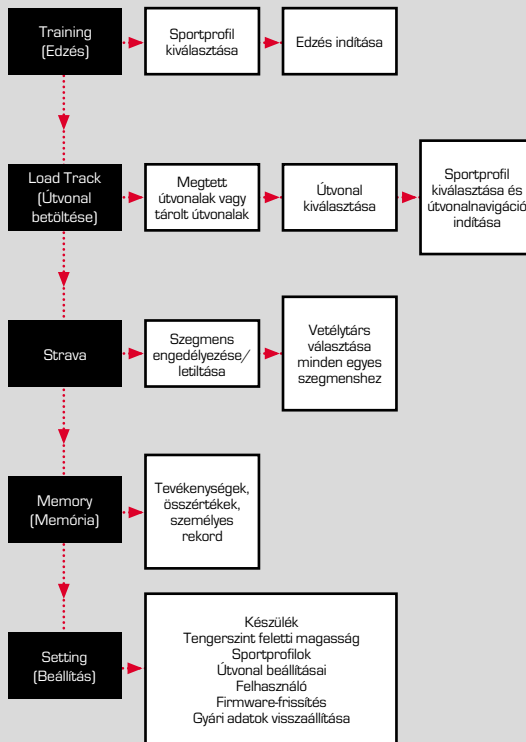 Training
(Edzés)
Sportprofil
kiválasztása
Edzés indítása
Load Track
(Útvonal
betöltése)
Megtett
útvonalak vagy
tárolt útvonalak
Útvonal
kiválasztása
Sportprofil
kiválasztása és
útvonalnavigáció
indítása
Strava
Szegmens
engedélyezése/
letiltása
Vetélytárs
választása
minden egyes
szegmenshez
Memory
(Memória)
Tevékenységek,
összértékek,
személyes
rekord
Setting
(Beállítás)
Készülék
Tengerszint feletti magasság
Sportprofilok
Útvonal beállításai
Felhasználó
Firmware-frissítés
Gyári adatok visszaállítása